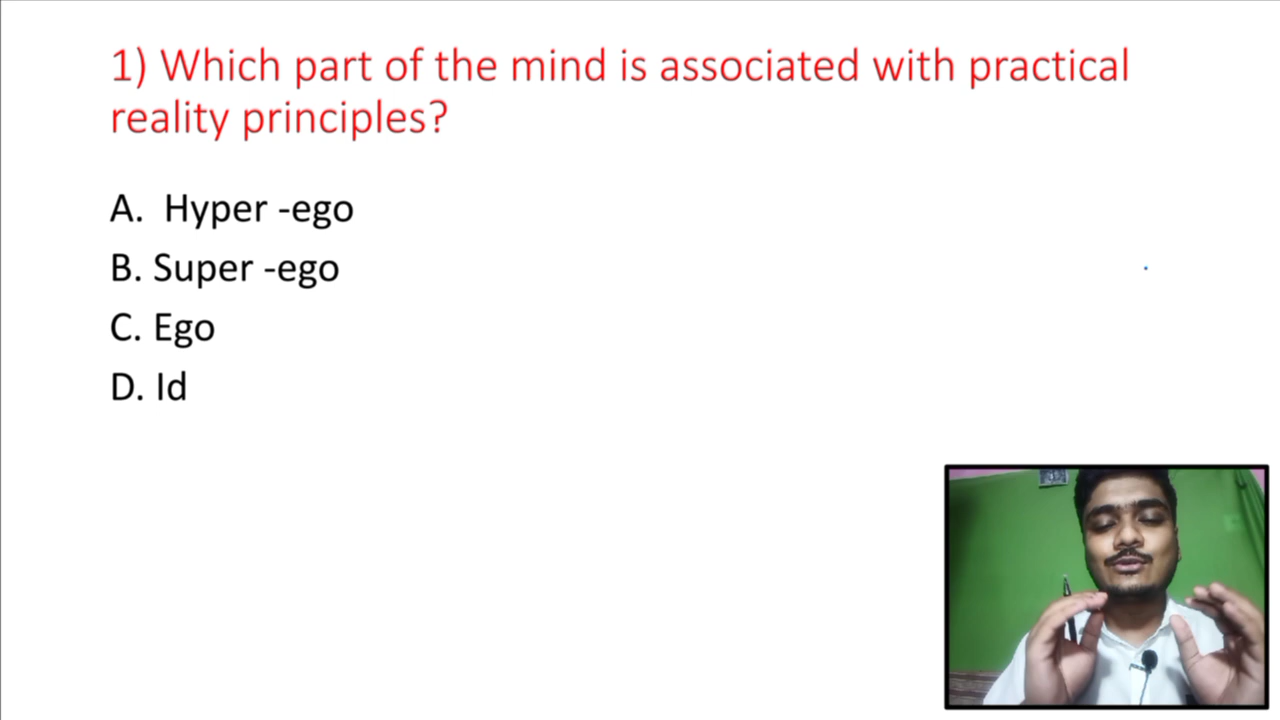 1) Which part of the mind is associated with practical
reality principles?
A. Hyper -ego
B. Super -ego
C. Ego
D. Id